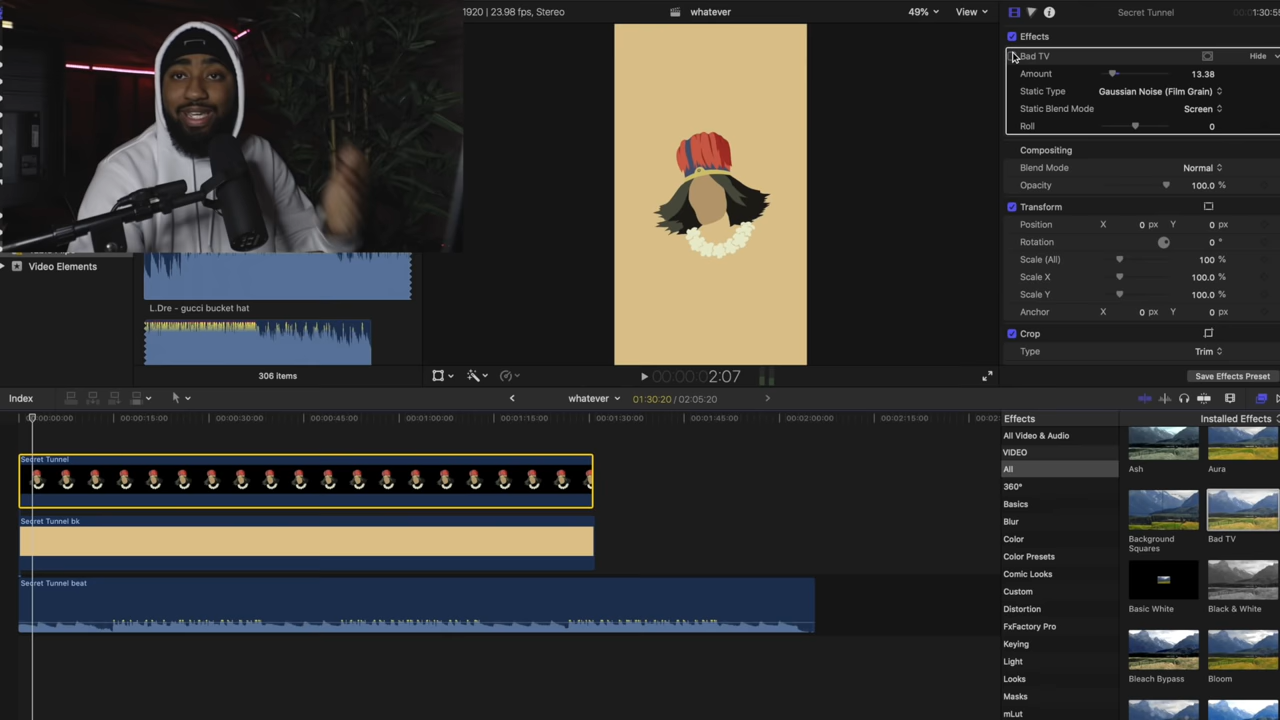 1920 | 23.98 fps, Stereo
whatever
49%
View
Secret Tunnel
1:30:5
Effects
Bad TV
Hide
Amount
13.38
Static Type
Gaussian Noise (Film Grain)
Static Blend Mode
Screen
Roll
0
Compositing
Blend Mode
Normal
Opacity
100.0 %
Transform
Position
X 0 px Y 0 px
Rotation
0 °
Scale (All)
100 %
Scale X
100.0 %
Scale Y
100.0 %
Anchor
X 0 px Y 0 px
Crop
Type
Trim
Save Effects Preset
Video Elements
L.Dre - gucci bucket hat
306 items
00:00:00:02:07
Index
whatever
01:30:20 / 02:05:20
00:00:00:00
00:00:15:00
00:00:30:00
00:00:45:00
00:01:00:00
00:01:15:00
00:01:30:00
00:01:45:00
00:02:00:00
00:02:15:00
Secret Tunnel
Secret Tunnel bk
Secret Tunnel beat
Effects
Installed Effects
All Video & Audio
VIDEO
All
360°
Basics
Blur
Color
Color Presets
Comic Looks
Custom
Distortion
FxFactory Pro
Keying
Light
Looks
Masks
mLut
Ash
Aura
Background
Squares
Bad TV
Basic White
Black & White
Bleach Bypass
Bloom